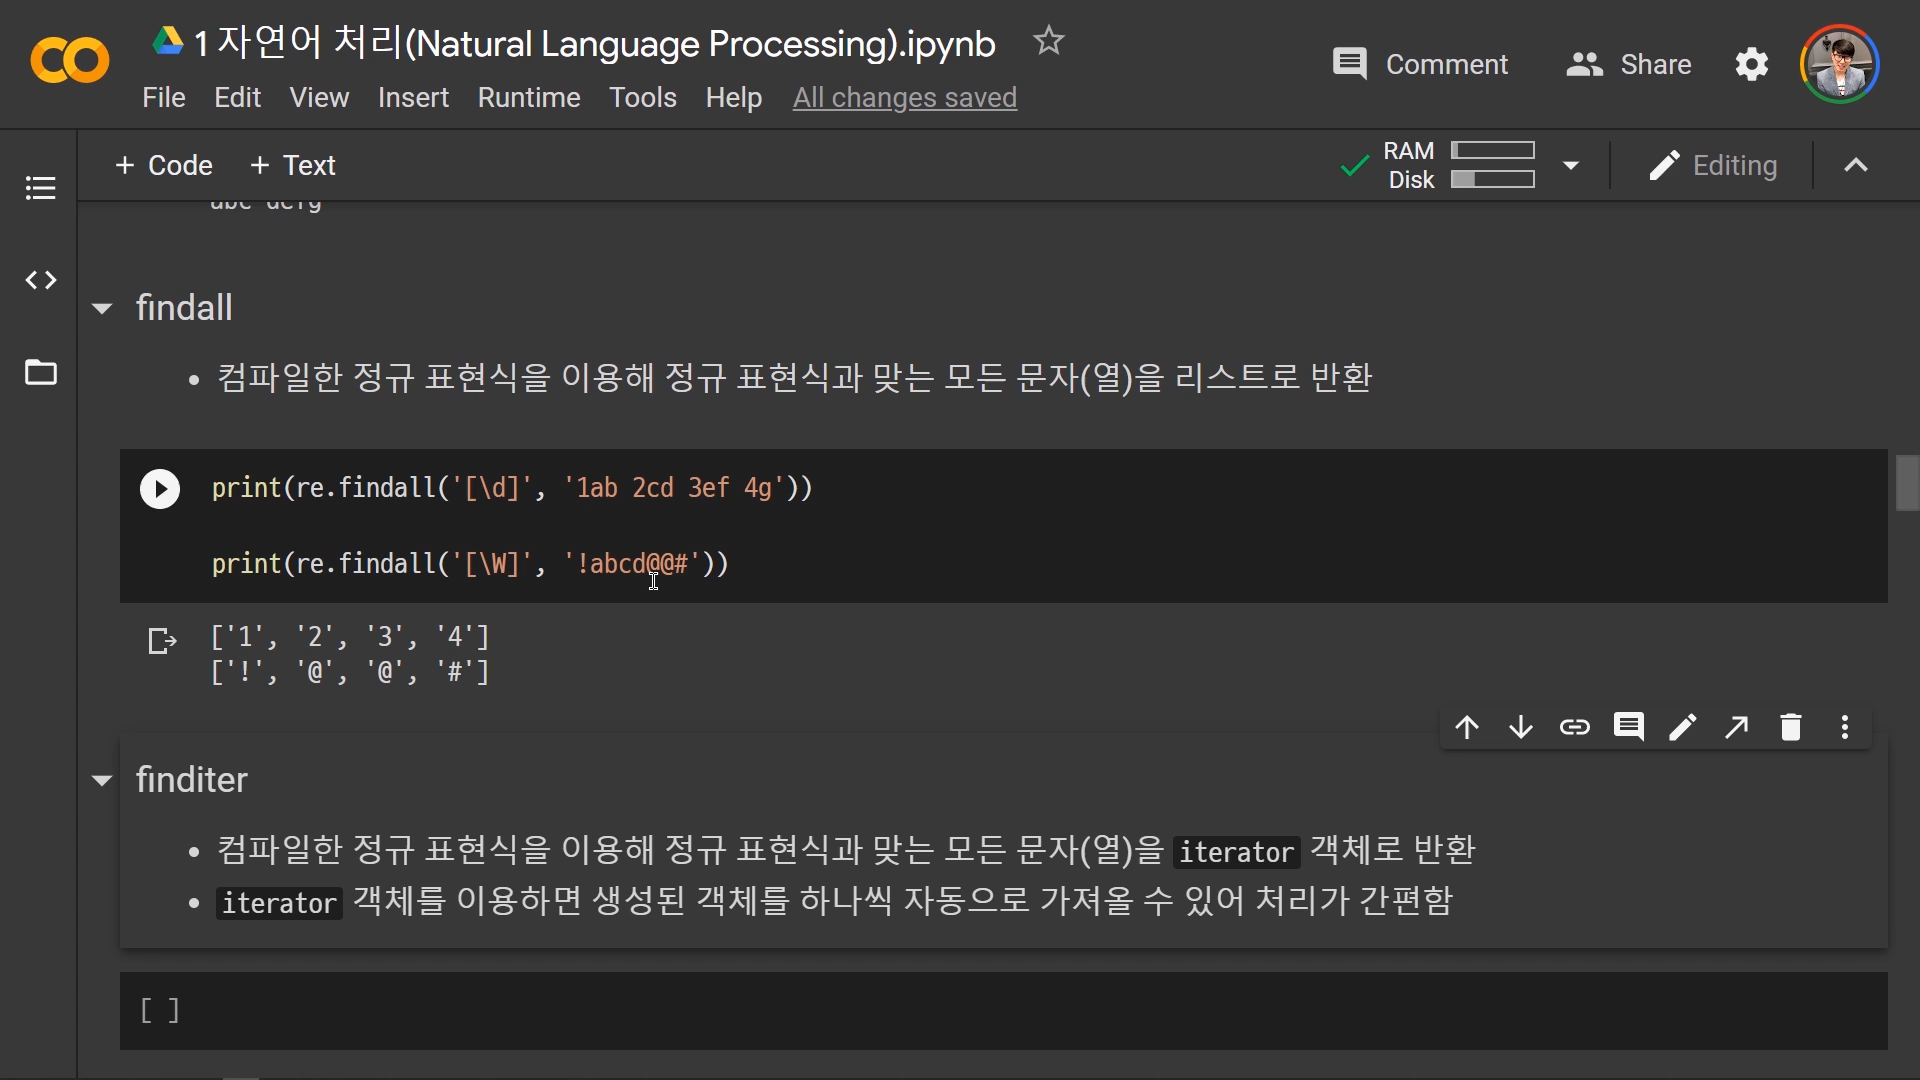 1 자연어 처리(Natural Language Processing).ipynb
Comment
Share
File Edit View Insert Runtime Tools Help All changes saved
+ Code + Text
RAM
Disk
Editing
abc defg
findall
• 컴파일한 정규 표현식을 이용해 정규 표현식과 맞는 모든 문자(열)을 리스트로 반환
print(re.findall('[\d]', '1ab 2cd 3ef 4g'))
print(re.findall('[\W]', '!abcd@@#'))
['1', '2', '3', '4']
['!', '@', '@', '#']
finditer
• 컴파일한 정규 표현식을 이용해 정규 표현식과 맞는 모든 문자(열)을 iterator 객체로 반환
• iterator 객체를 이용하면 생성된 객체를 하나씩 자동으로 가져올 수 있어 처리가 간편함
[ ]